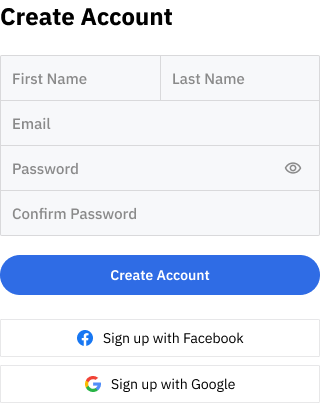 Create Account
First Name Last Name
Email
Password
Confirm Password
Create Account
Sign up with Facebook
Sign up with Google